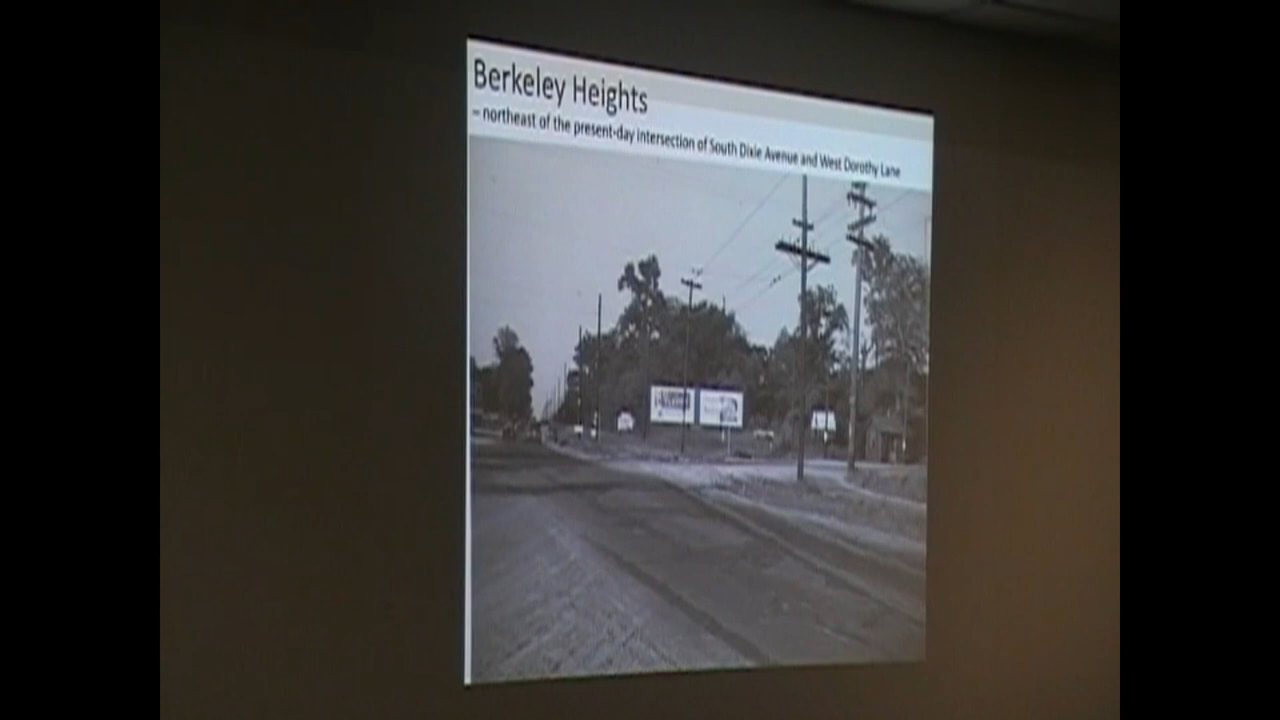 Berkeley Heights
– northeast of the present-day intersection of South Dixie Avenue and West Dorothy Lane